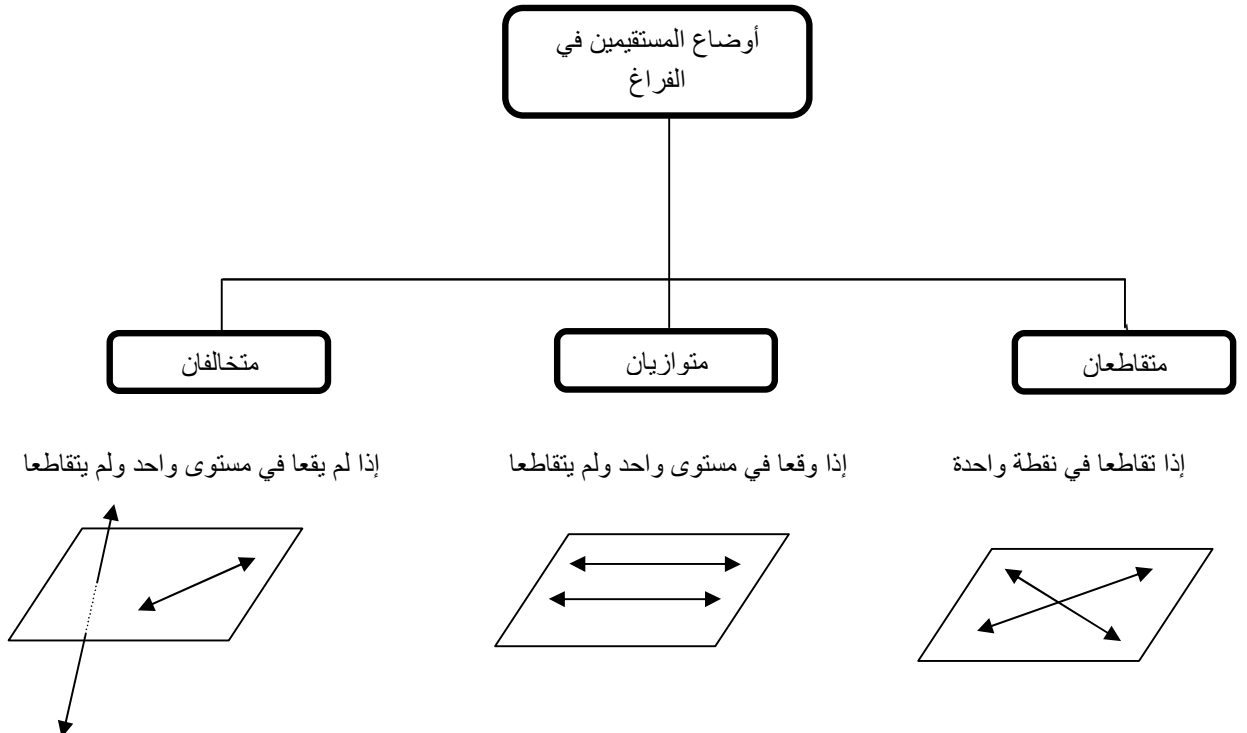 أوضاع المستقيمين في
الفراغ
متقاطعان
متوازيان
متخالفان
إذا تقاطعا في نقطة واحدة
إذا وقعا في مستوى واحد ولم يتقاطعا
إذا لم يقعا في مستوى واحد ولم يتقاطعا